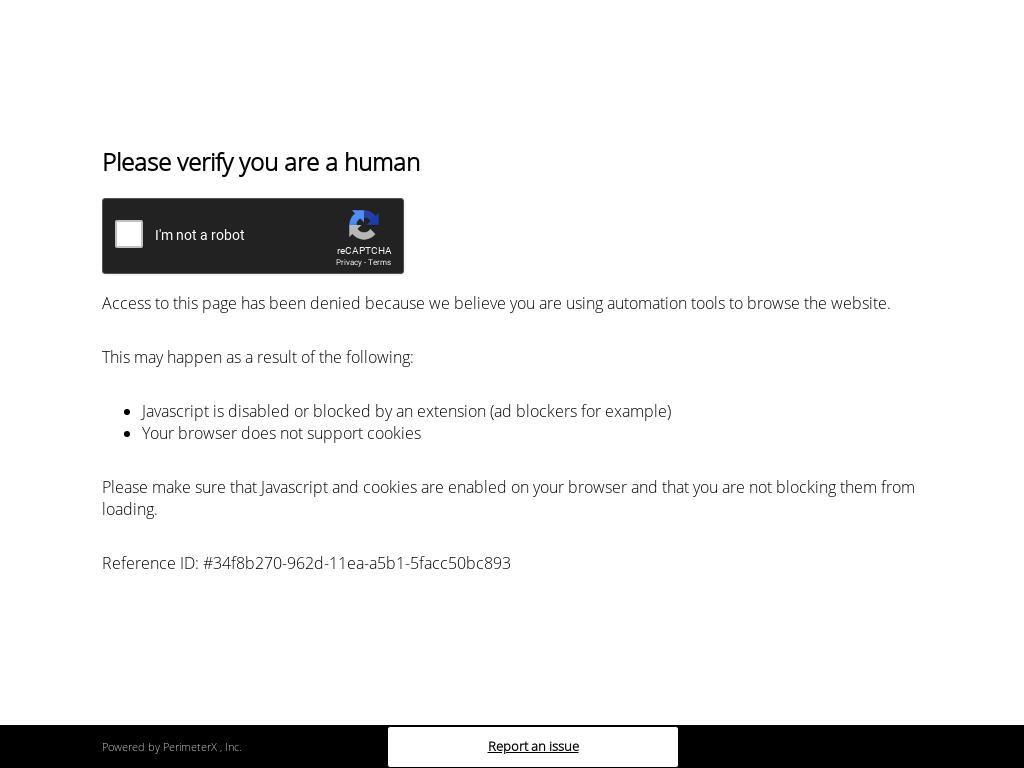 Please verify you are a human
I'm not a robot
reCAPTCHA
Privacy - Terms
Access to this page has been denied because we believe you are using automation tools to browse the website.
This may happen as a result of the following:
Javascript is disabled or blocked by an extension (ad blockers for example)
Your browser does not support cookies
Please make sure that Javascript and cookies are enabled on your browser and that you are not blocking them from
loading.
Reference ID: #34f8b270-962d-11ea-a5b1-5facc50bc893
Powered by PerimeterX , Inc.
Report an issue